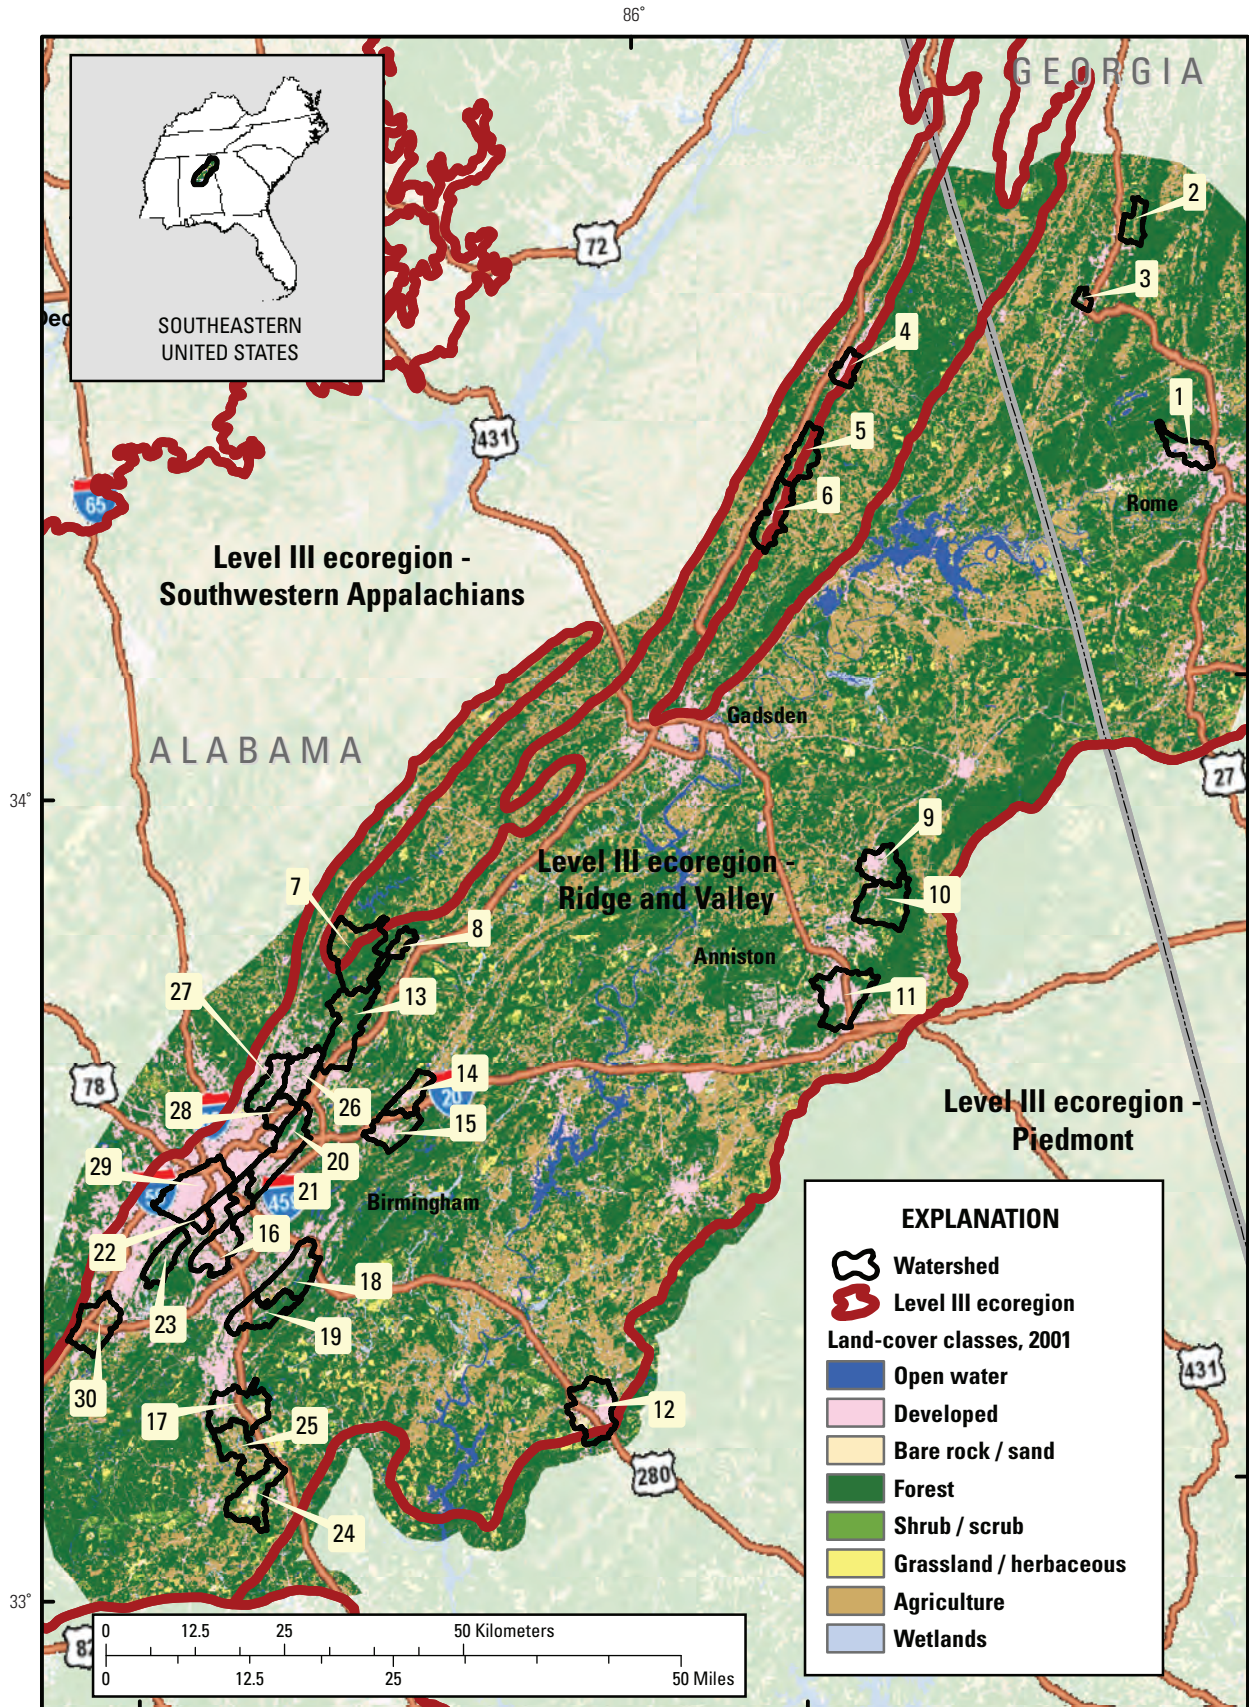 86°
GEORGIA
SOUTHEASTERN
UNITED STATES
72
2
3
Dec
4
1
431
5
6
65
Rome
Level III ecoregion -
Southwestern Appalachians
Gadsden
ALABAMA
27
34°
9
Level III ecoregion -
Ridge and Valley
10
7
8
Anniston
11
27
13
78
14
20
26
28
15
Level III ecoregion -
Piedmont
20
29
21
459
Birmingham
22
16
18
23
19
30
17
25
12
24
280
431
EXPLANATION
Watershed
Level III ecoregion
Land-cover classes, 2001
Open water
Developed
Bare rock / sand
Forest
Shrub / scrub
Grassland / herbaceous
Agriculture
Wetlands
33°
0 12.5 25 50 Kilometers
0 12.5 25 50 Miles